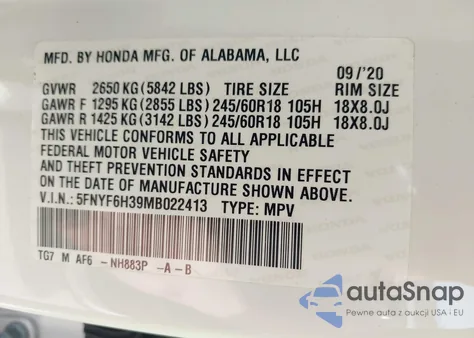 MFD. BY HONDA MFG. OF ALABAMA, LLC
09/'20
GVWR 2650 KG (5842 LBS) TIRE SIZE RIM SIZE
GAWR F 1295 KG (2855 LBS) 245/60R18 105H 18X8.0J
GAWR R 1425 KG (3142 LBS) 245/60R18 105H 18X8.0J
THIS VEHICLE CONFORMS TO ALL APPLICABLE
FEDERAL MOTOR VEHICLE SAFETY
AND THEFT PREVENTION STANDARDS IN EFFECT
ON THE DATE OF MANUFACTURE SHOWN ABOVE.
V.I.N.: 5FNYF6H39MB022413 TYPE: MPV
TG7 M AF6 - NH883P -A -B
autoSnap
Pewne auta z aukcji USA - EU